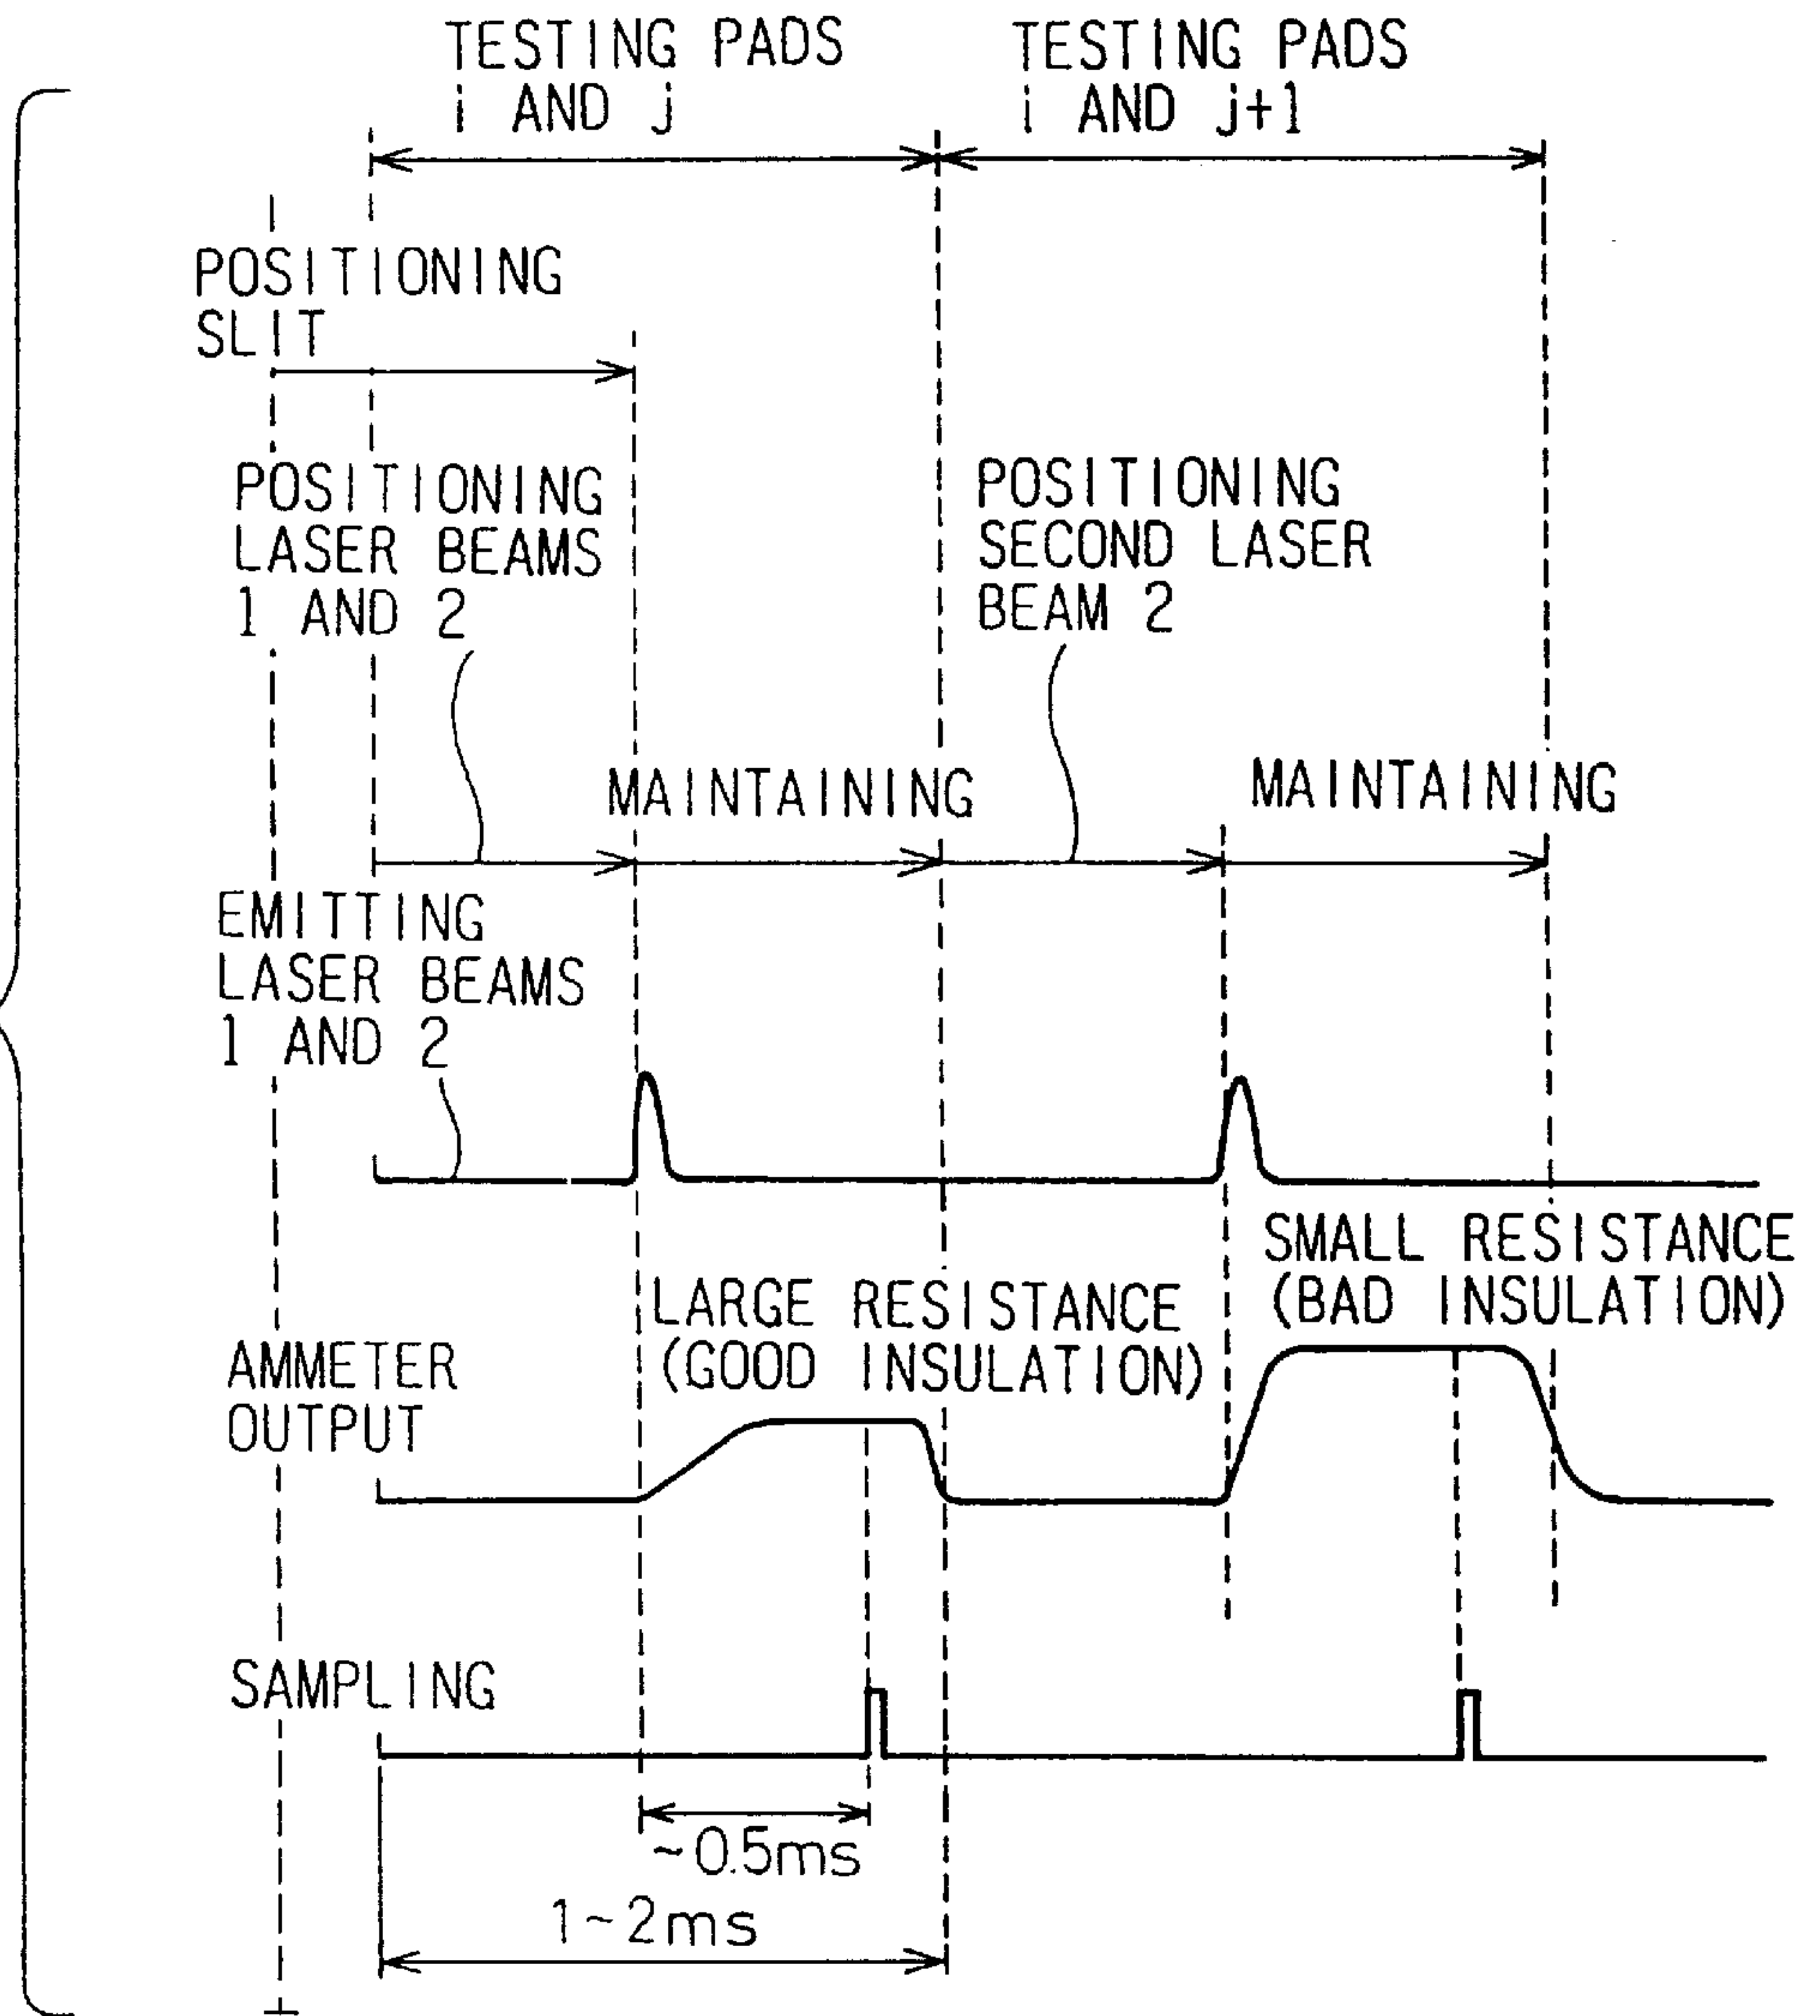 TESTING PADS
i AND j
TESTING PADS
i AND j+1
POSITIONING
SLIT
POSITIONING
LASER BEAMS
1 AND 2
POSITIONING
SECOND LASER
BEAM 2
MAINTAINING
MAINTAINING
EMITTING
LASER BEAMS
1 AND 2
SMALL RESISTANCE
(BAD INSULATION)
LARGE RESISTANCE
(GOOD INSULATION)
AMMETER
OUTPUT
SAMPLING
~0.5ms
1~2ms